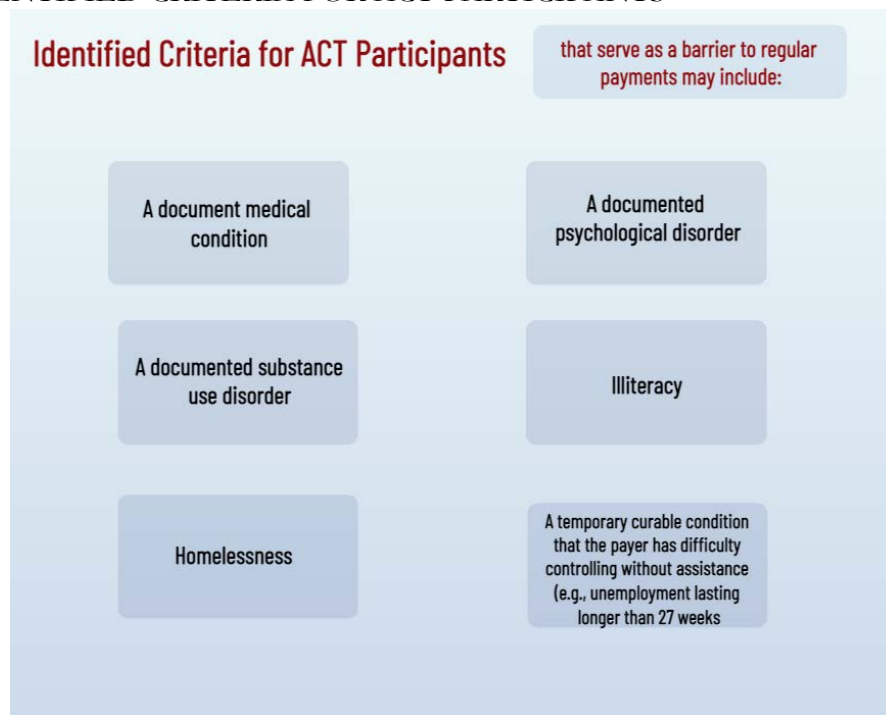 Identified Criteria for ACT Participants
that serve as a barrier to regular
payments may include:
A document medical
condition
A documented
psychological disorder
A documented substance
use disorder
Illiteracy
Homelessness
A temporary curable condition
that the payer has difficulty
controlling without assistance
(e.g., unemployment lasting
longer than 27 weeks